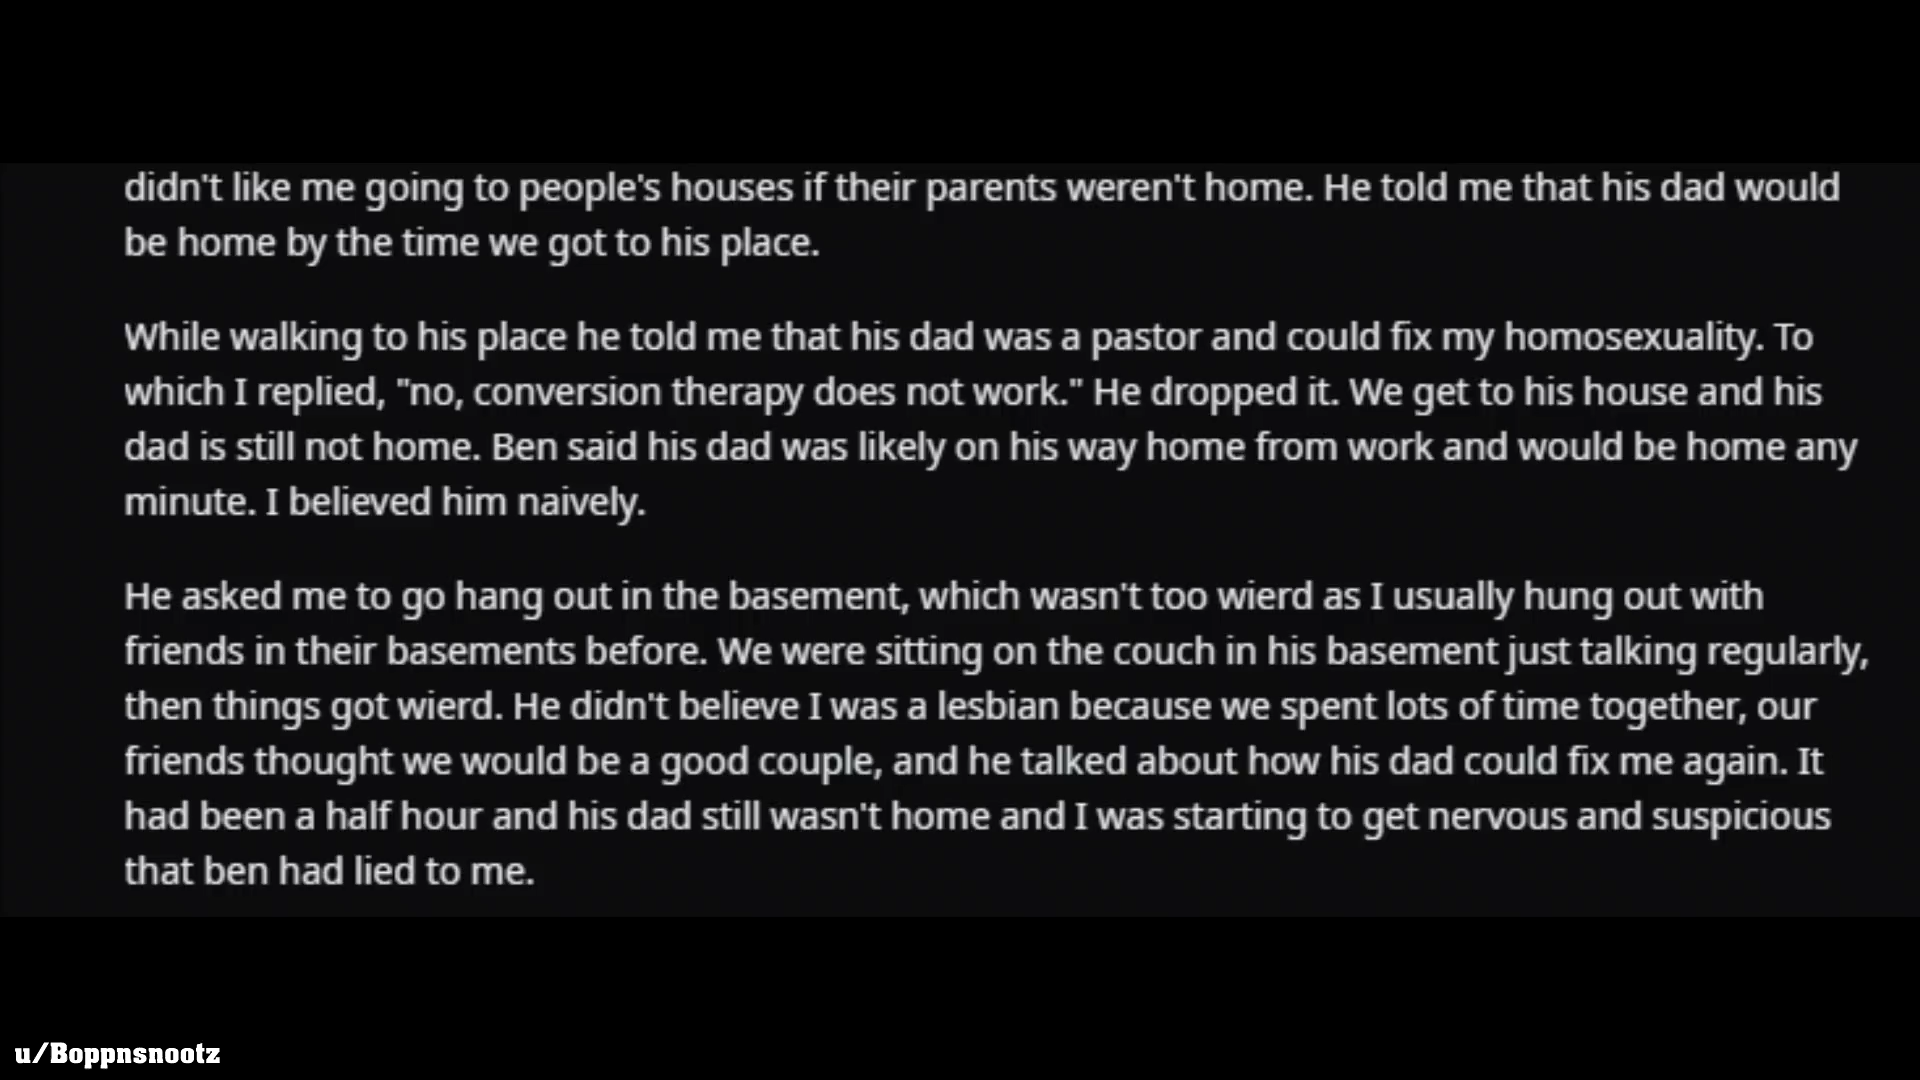 didn't like me going to people's houses if their parents weren't home. He told me that his dad would
be home by the time we got to his place.
While walking to his place he told me that his dad was a pastor and could fix my homosexuality. To
which I replied, "no, conversion therapy does not work." He dropped it. We get to his house and his
dad is still not home. Ben said his dad was likely on his way home from work and would be home any
minute. I believed him naively.
He asked me to go hang out in the basement, which wasn't too wierd as I usually hung out with
friends in their basements before. We were sitting on the couch in his basement just talking regularly,
then things got wierd. He didn't believe I was a lesbian because we spent lots of time together, our
friends thought we would be a good couple, and he talked about how his dad could fix me again. It
had been a half hour and his dad still wasn't home and I was starting to get nervous and suspicious
that ben had lied to me.
u/Boppnsnootz